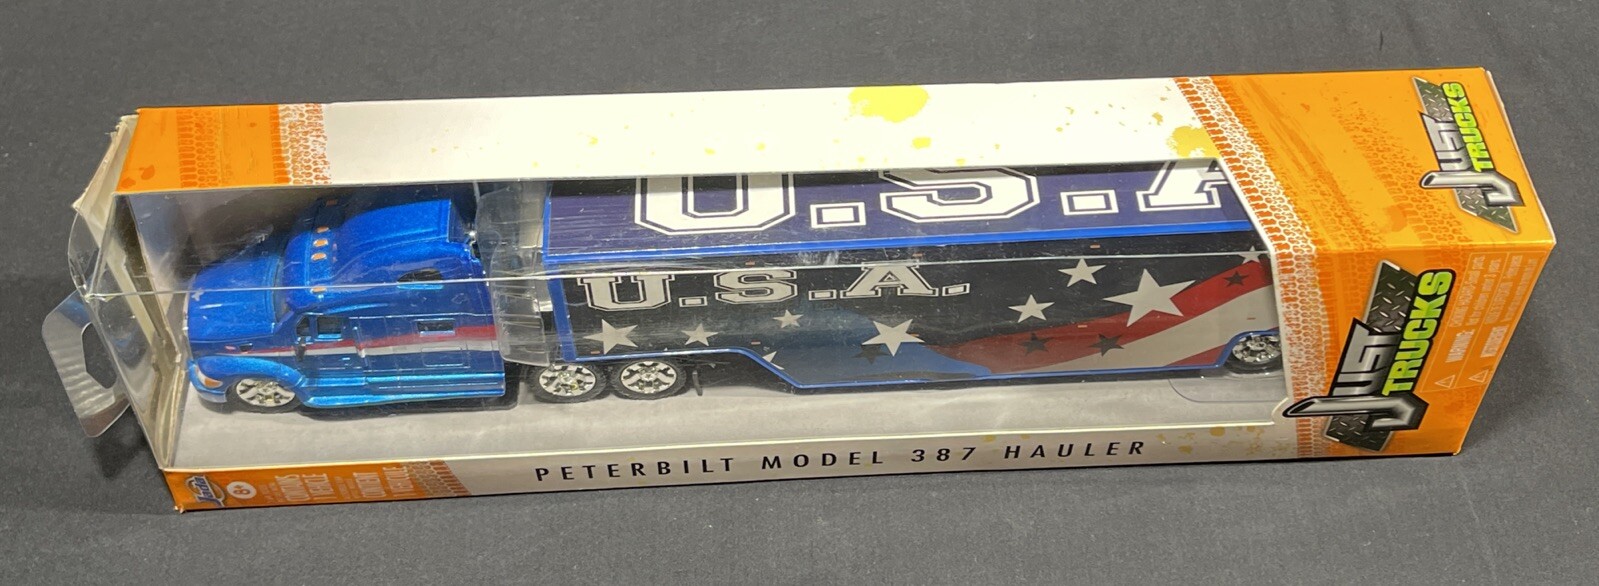 JUST
TRUCKS
U.S.A
U.S.A.
JUST
TRUCKS
PETERBILT MODEL 387 HAULER
Jada
8+
WARNING: